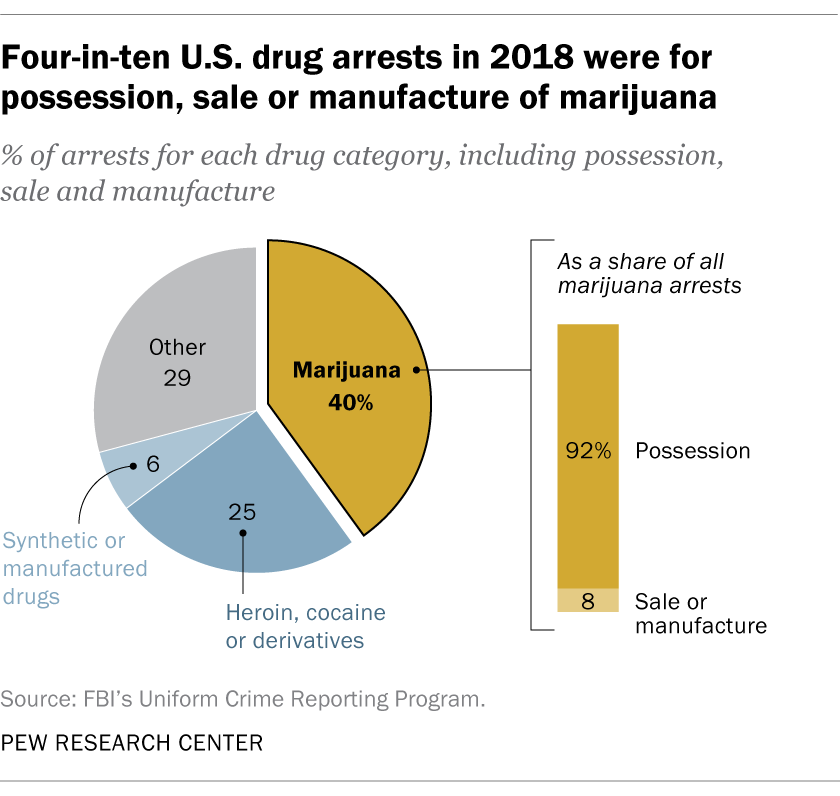 Four-in-ten U.S. drug arrests in 2018 were for
possession, sale or manufacture of marijuana
% of arrests for each drug category, including possession,
sale and manufacture
Other
29
Marijuana
40%
6
25
Synthetic or
manufactured
drugs
Heroin, cocaine
or derivatives
As a share of all
marijuana arrests
92%
Possession
8
Sale or
manufacture
Source: FBI’s Uniform Crime Reporting Program.
PEW RESEARCH CENTER